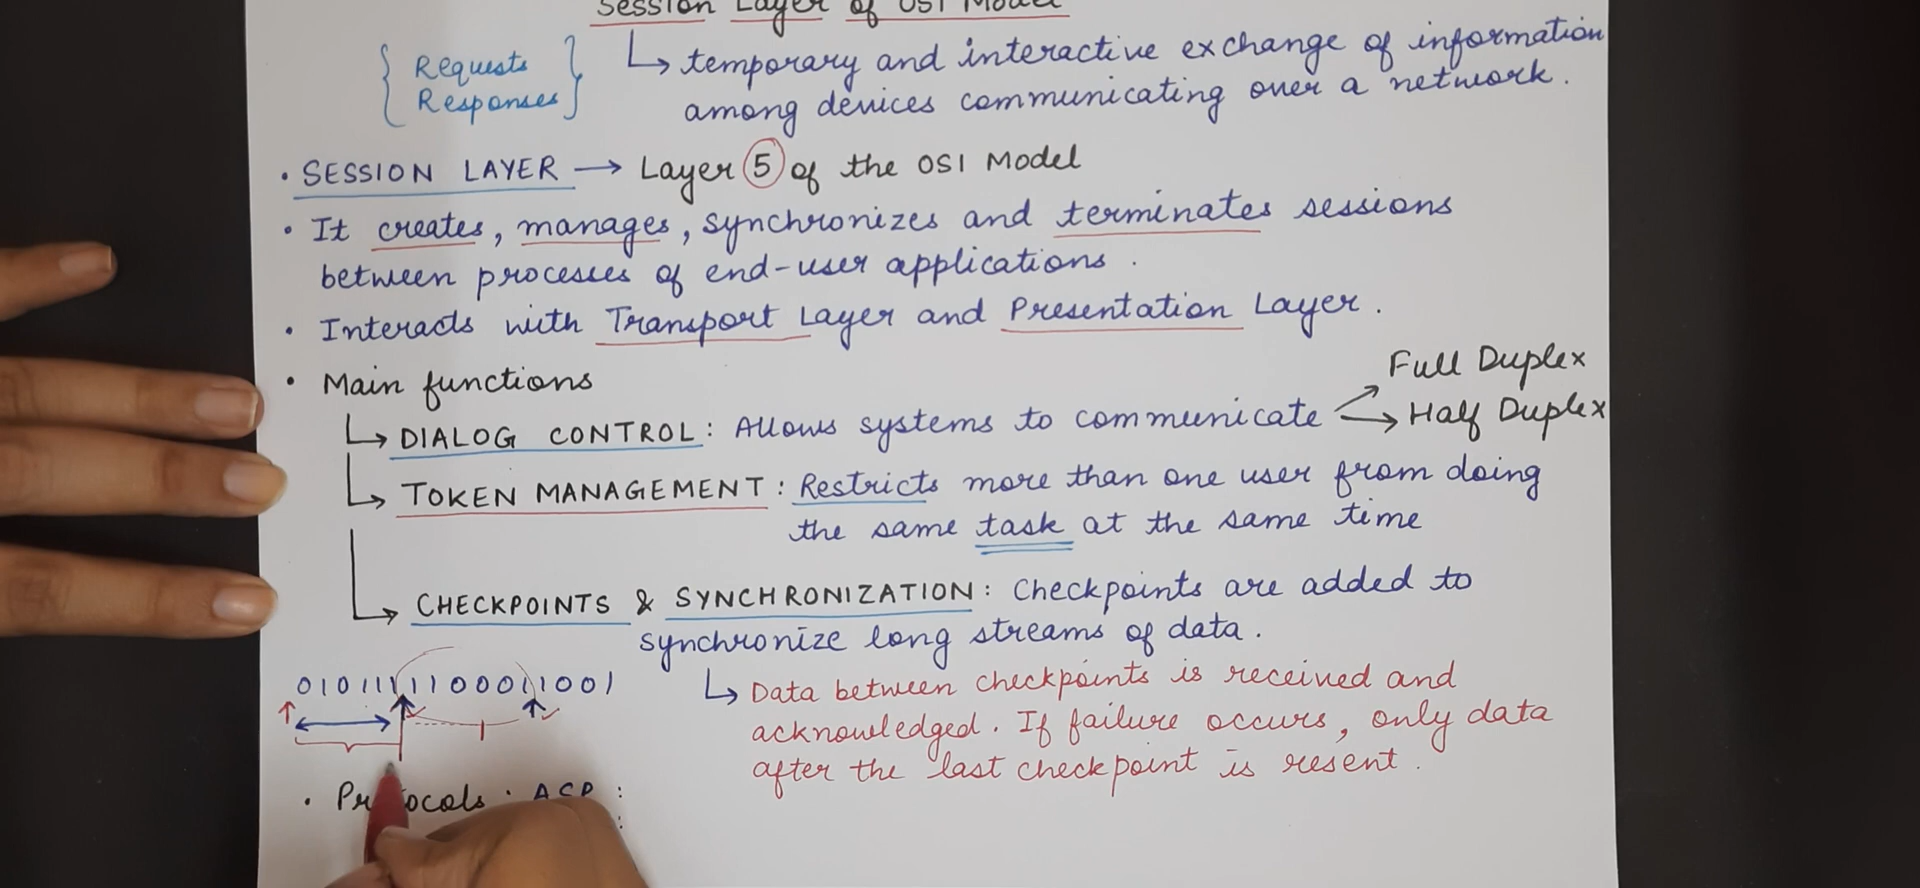 Session Layer of OSI Model
Requests
Responses
↳ temporary and interactive exchange of information
among devices communicating over a network.
• SESSION LAYER → Layer 5 of the OSI Model
• It creates, manages, synchronizes and terminates sessions
between processes of end-user applications.
• Interacts with Transport Layer and Presentation Layer.
• Main functions
Full Duplex
↳ DIALOG CONTROL: Allows systems to communicate → Half Duplex
↳ TOKEN MANAGEMENT: Restricts more than one user from doing
the same task at the same time
↳ CHECKPOINTS & SYNCHRONIZATION: Checkpoints are added to
synchronize long streams of data.
↳ Data between checkpoints is received and
acknowledged. If failure occurs, only data
after the last checkpoint is resent.